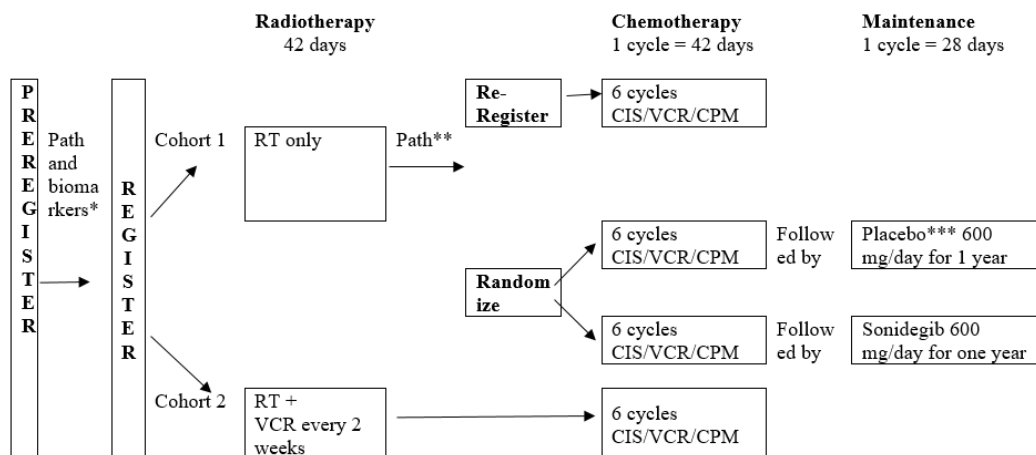 Radiotherapy
42 days
Chemotherapy
1 cycle = 42 days
Maintenance
1 cycle = 28 days
PREREGISTER
Path
and
bioma
rkers*
REGISTER
Cohort 1
RT only
Path**
Re-
Register
6 cycles
CIS/VCR/CPM
Random
ize
6 cycles
CIS/VCR/CPM
Follow
ed by
Placebo*** 600
mg/day for 1 year
6 cycles
CIS/VCR/CPM
Follow
ed by
Sonidegib 600
mg/day for one year
Cohort 2
RT +
VCR every 2
weeks
6 cycles
CIS/VCR/CPM